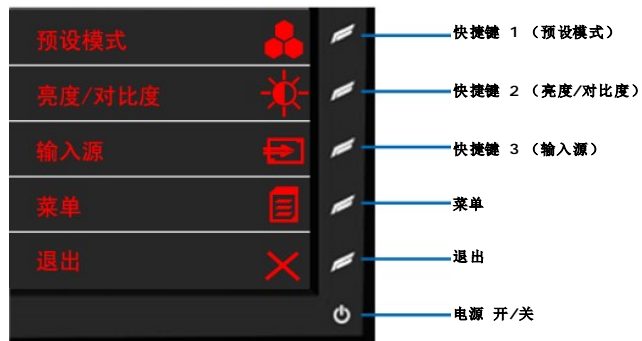 预设模式
亮度/对比度
输入源
菜单
退出
快捷键 1 （预设模式）
快捷键 2 （亮度/对比度）
快捷键 3 （输入源）
菜单
退出
电源 开/关